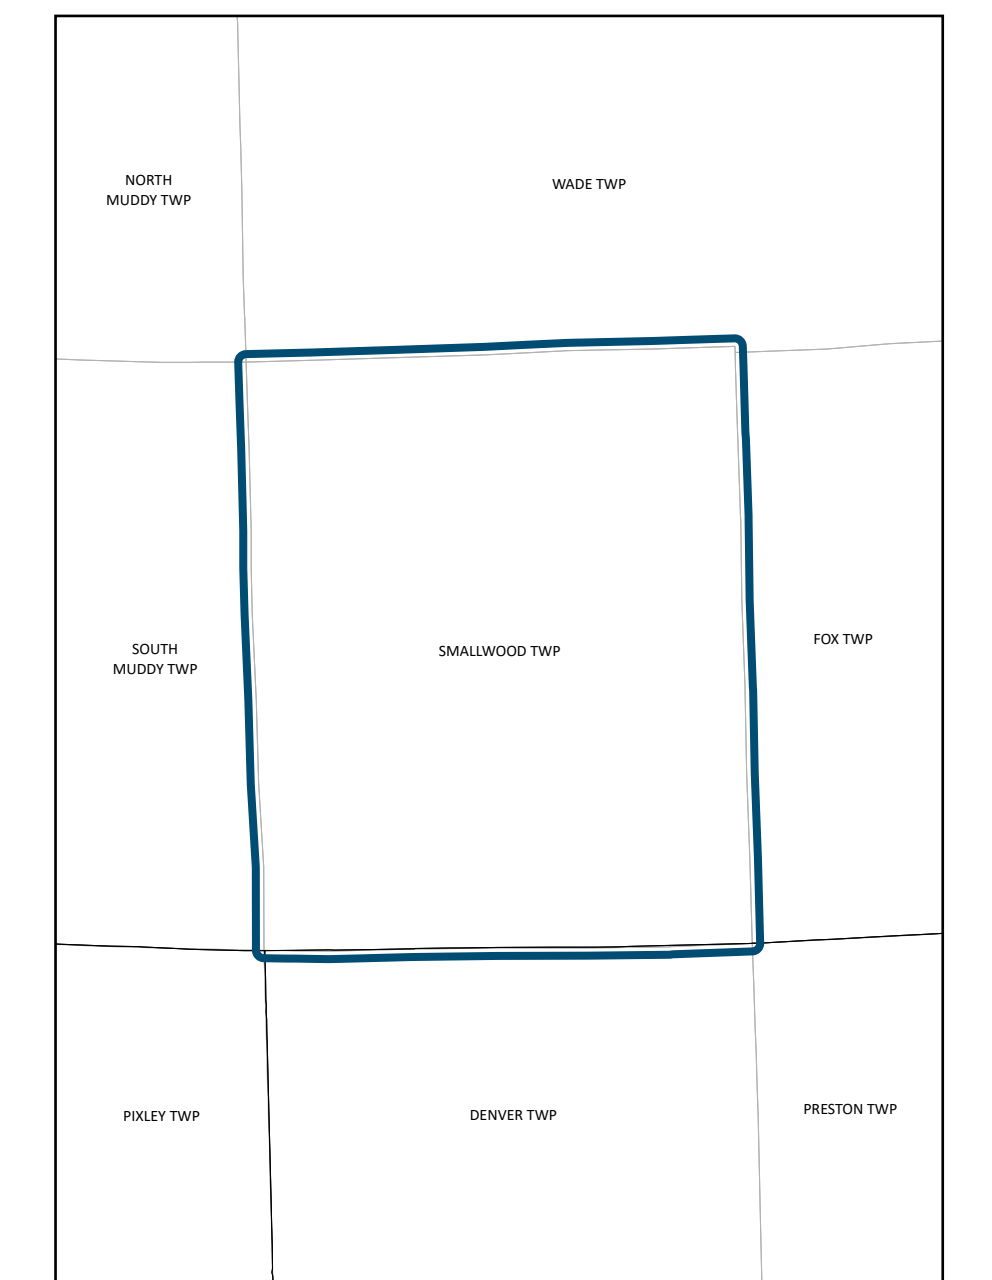 NORTH
MUDDY TWP
WADE TWP
SOUTH
MUDDY TWP
SMALLWOOD TWP
FOX TWP
PIXLEY TWP
DENVER TWP
PRESTON TWP